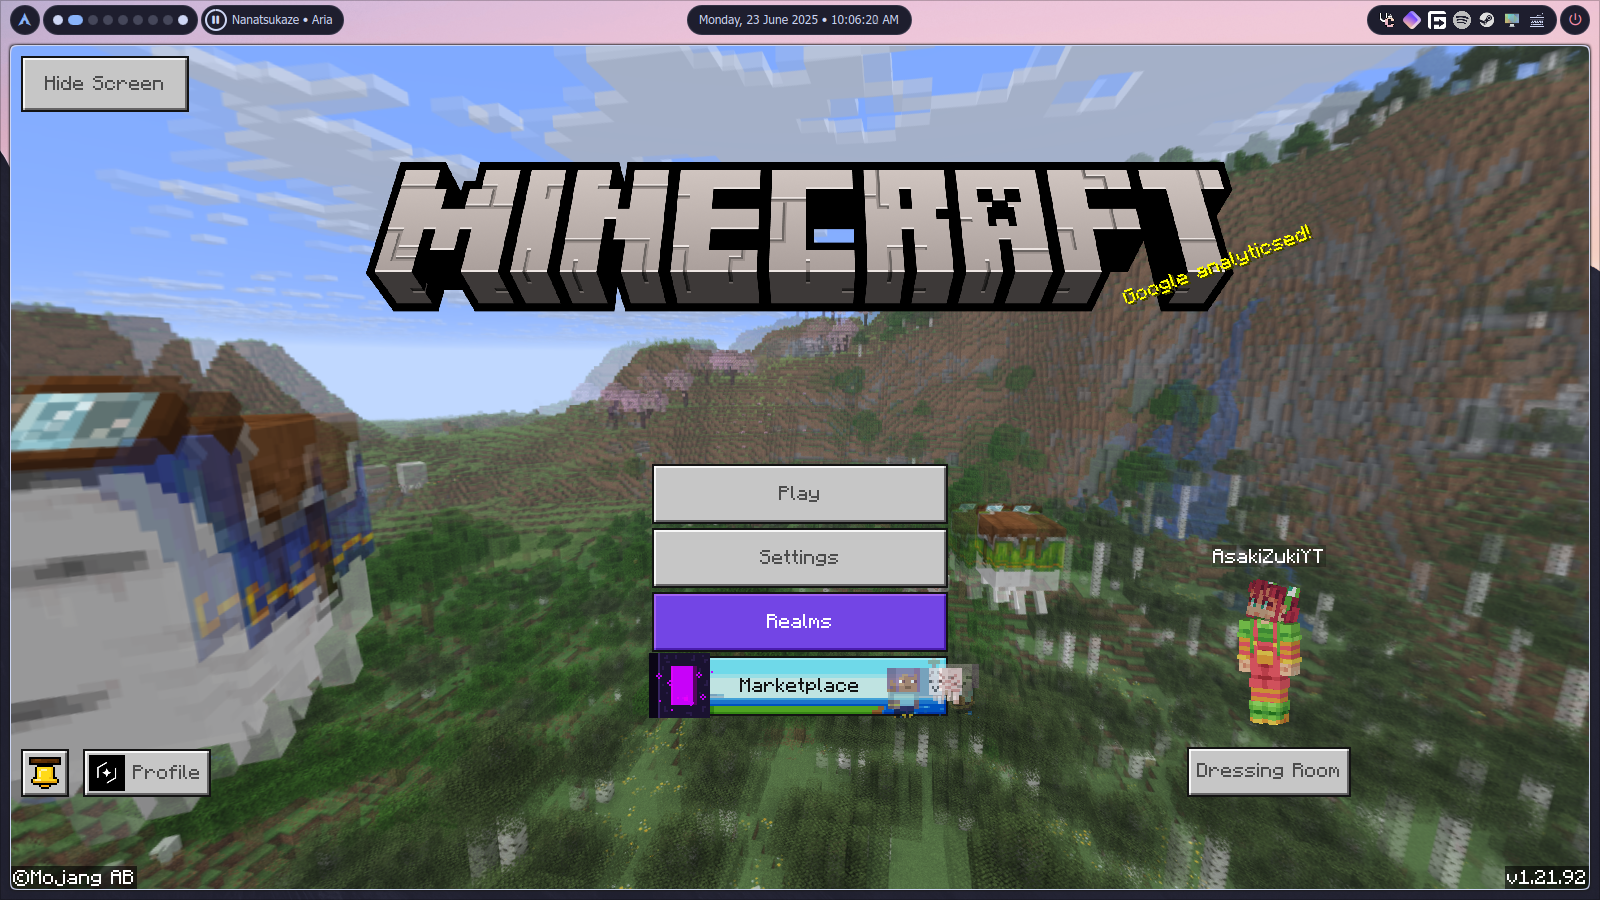 Nanatsukaze • Aria
Monday, 23 June 2025 • 10:06:20 AM
Hide Screen
MINECRAFT
Google analyticsed!
Play
Settings
Realms
Marketplace
AsakiZukiYT
Dressing Room
Profile
©Mojang AB
v1.21.92